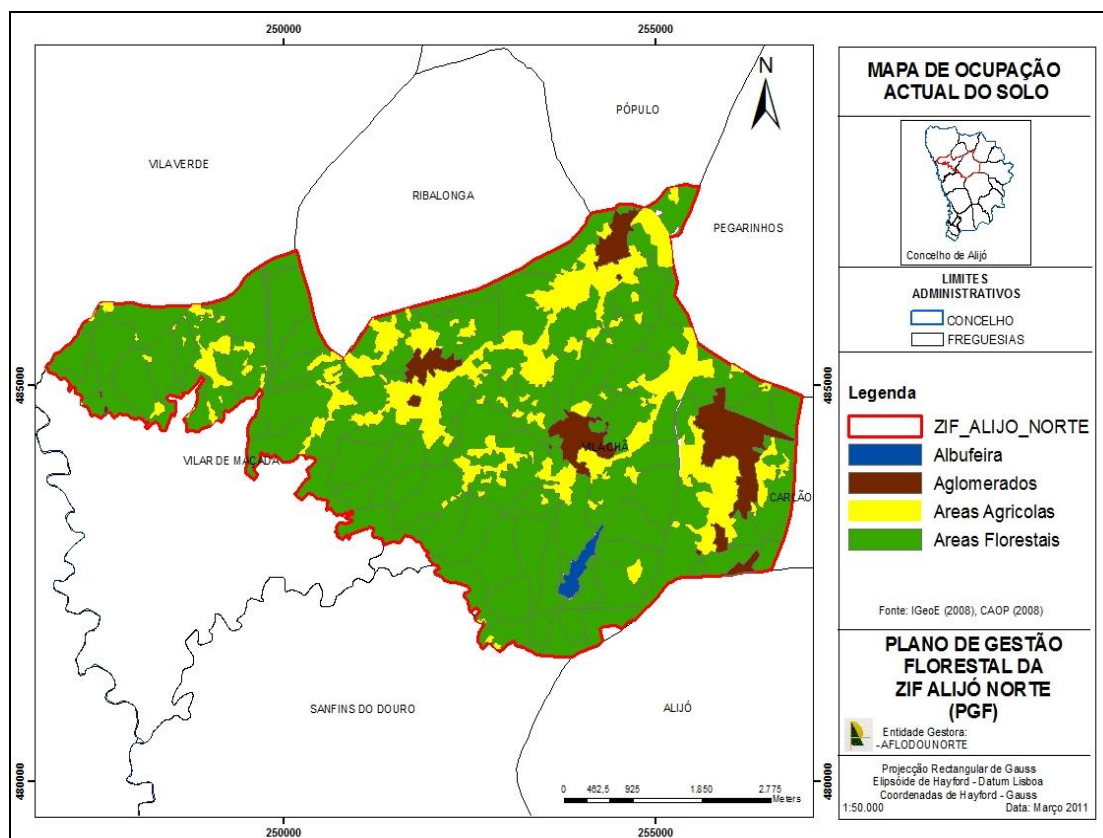 250000
255000
485000
485000
480000
480000
250000
255000
N
VILAVERDE
PÓPULO
RIBALONGA
PEGARINHOS
VILAR DE MAÇADA
VILACHÃ
CARLÃO
SANFINS DO DOURO
ALIJÓ
0 462,5 925 1.850 2.775
Meters
MAPA DE OCUPAÇÃO
ACTUAL DO SOLO
Concelho de Alijó
LIMITES
ADMINISTRATIVOS
CONCELHO
FREGUESIAS
Legenda
ZIF_ALIJO_NORTE
Albufeira
Aglomerados
Areas Agricolas
Areas Florestais
Fonte: IGeoE (2008), CAOP (2008)
PLANO DE GESTÃO
FLORESTAL DA
ZIF ALIJÓ NORTE
(PGF)
Entidade Gestora:
-AFLODOUNORTE
Projecção Rectangular de Gauss
Elipsóide de Hayford - Datum Lisboa
Coordenadas de Hayford - Gauss
1:50.000 Data: Março 2011